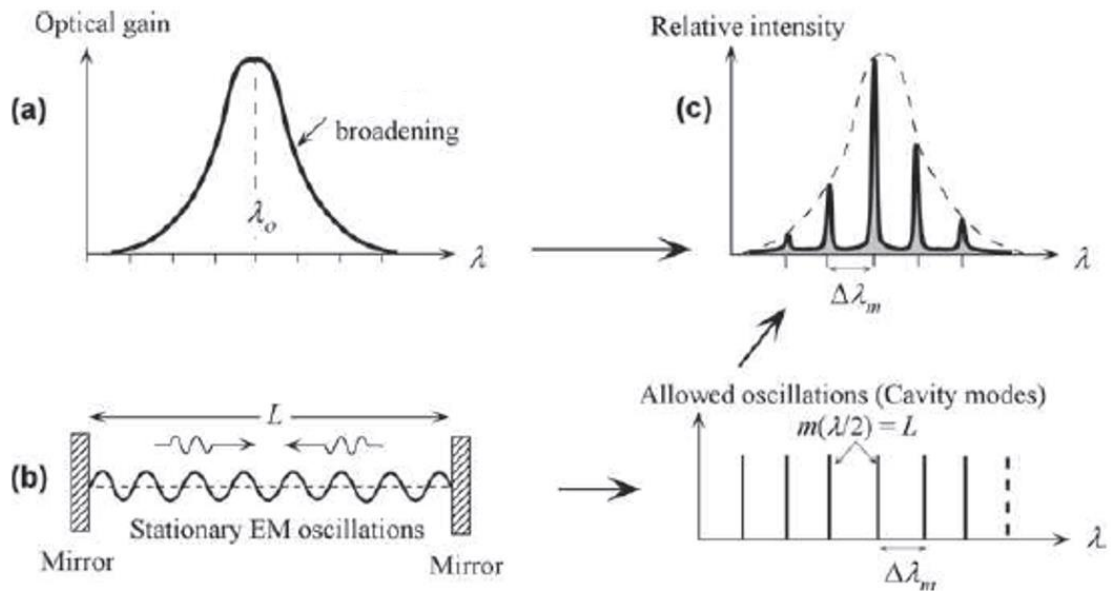 Optical gain
(a)
broadening
λₒ
λ
Relative intensity
(c)
λ
Δλₘ
L
(b)
Stationary EM oscillations
Mirror
Mirror
Allowed oscillations (Cavity modes)
m(λ/2) = L
λ
Δλₘ